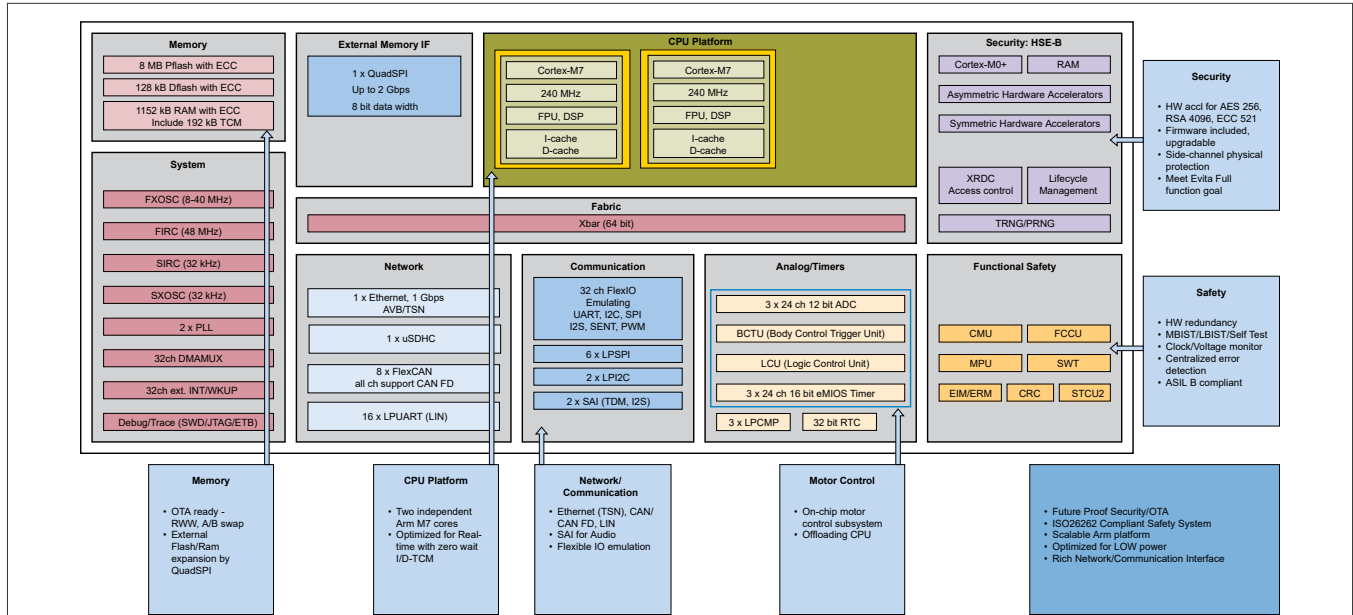 Memory
8 MB Pflash with ECC
128 kB Dflash with ECC
1152 kB RAM with ECC
Include 192 kB TCM
System
FXOSC (8-40 MHz)
FIRC (48 MHz)
SIRC (32 kHz)
SXOSC (32 kHz)
2 x PLL
32ch DMAMUX
32ch ext. INT/WKUP
Debug/Trace (SWD/JTAG/ETB)
External Memory IF
1 x QuadSPI
Up to 2 Gbps
8 bit data width
CPU Platform
Cortex-M7
240 MHz
FPU, DSP
I-cache
D-cache
Cortex-M7
240 MHz
FPU, DSP
I-cache
D-cache
Fabric
Xbar (64 bit)
Security: HSE-B
Cortex-M0+
RAM
Asymmetric Hardware Accelerators
Symmetric Hardware Accelerators
XRDC
Access control
Lifecycle
Management
TRNG/PRNG
Network
1 x Ethernet, 1 Gbps
AVB/TSN
1 x uSDHC
8 x FlexCAN
all ch support CAN FD
16 x LPUART (LIN)
Communication
32 ch FlexIO
Emulating
UART, I2C, SPI
I2S, SENT, PWM
6 x LPSPI
2 x LPI2C
2 x SAI (TDM, I2S)
Analog/Timers
3 x 24 ch 12 bit ADC
BCTU (Body Control Trigger Unit)
LCU (Logic Control Unit)
3 x 24 ch 16 bit eMIOS Timer
3 x LPCMP
32 bit RTC
Functional Safety
CMU
FCCU
MPU
SWT
EIM/ERM
CRC
STCU2
Security
• HW accl for AES 256,
RSA 4096, ECC 521
• Firmware included,
upgradable
• Side-channel physical
protection
• Meet Evita Full
function goal
Safety
• HW redundancy
• MBIST/LBIST/Self Test
• Clock/Voltage monitor
• Centralized error
detection
• ASIL B compliant
Memory
• OTA ready -
RWW, A/B swap
• External
Flash/Ram
expansion by
QuadSPI
CPU Platform
• Two independent
Arm M7 cores
• Optimized for Real-
time with zero wait
I/D-TCM
Network/
Communication
• Ethernet (TSN), CAN/
CAN FD, LIN
• SAI for Audio
• Flexible IO emulation
Motor Control
• On-chip motor
control subsystem
• Offloading CPU
• Future Proof Security/OTA
• ISO26262 Compliant Safety System
• Scalable Arm platform
• Optimized for LOW power
• Rich Network/Communication Interface